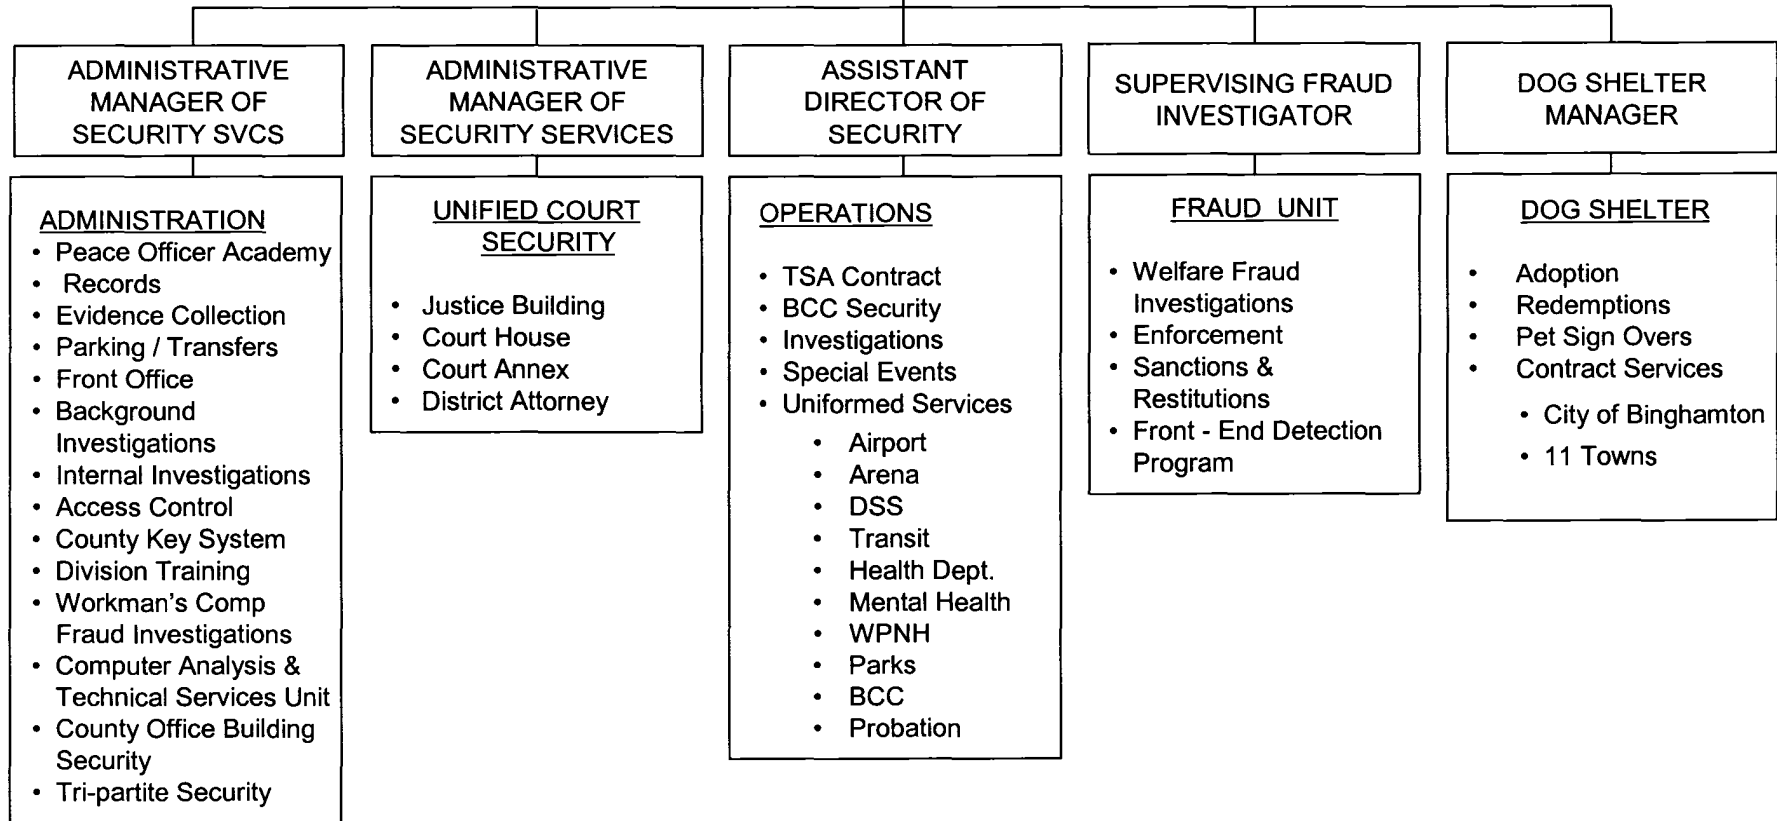 ADMINISTRATIVE
MANAGER OF
SECURITY SVCS
ADMINISTRATION
• Peace Officer Academy
• Records
• Evidence Collection
• Parking / Transfers
• Front Office
• Background
Investigations
• Internal Investigations
• Access Control
• County Key System
• Division Training
• Workman's Comp
Fraud Investigations
• Computer Analysis &
Technical Services Unit
• County Office Building
Security
• Tri-partite Security
ADMINISTRATIVE
MANAGER OF
SECURITY SERVICES
UNIFIED COURT
SECURITY
• Justice Building
• Court House
• Court Annex
• District Attorney
ASSISTANT
DIRECTOR OF
SECURITY
OPERATIONS
• TSA Contract
• BCC Security
• Investigations
• Special Events
• Uniformed Services
• Airport
• Arena
• DSS
• Transit
• Health Dept.
• Mental Health
• WPNH
• Parks
• BCC
• Probation
SUPERVISING FRAUD
INVESTIGATOR
FRAUD UNIT
• Welfare Fraud
Investigations
• Enforcement
• Sanctions &
Restitutions
• Front - End Detection
Program
DOG SHELTER
MANAGER
DOG SHELTER
• Adoption
• Redemptions
• Pet Sign Overs
• Contract Services
• City of Binghamton
• 11 Towns